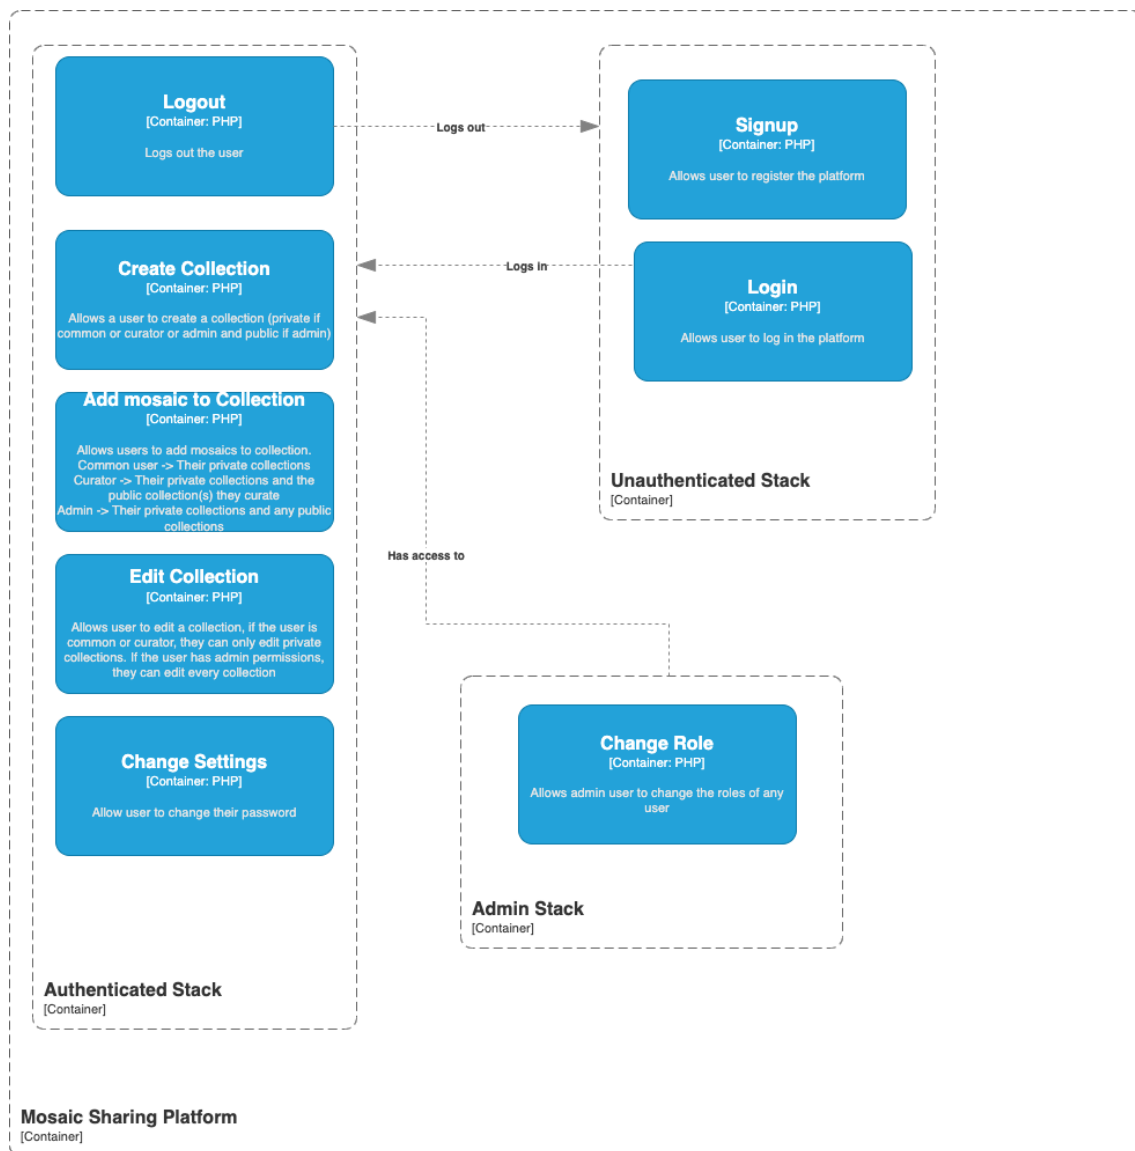 Logout
[Container: PHP]
Logs out the user
Logs out
Signup
[Container: PHP]
Allows user to register the platform
Create Collection
[Container: PHP]
Allows a user to create a collection (private if
common or curator or admin and public if admin)
Logs in
Login
[Container: PHP]
Allows user to log in the platform
Add mosaic to Collection
[Container: PHP]
Allows users to add mosaics to collection.
Common user -> Their private collections
Curator -> Their private collections and the
public collection(s) they curate
Admin -> Their private collections and any public
collections
Unauthenticated Stack
[Container]
Has access to
Edit Collection
[Container: PHP]
Allows user to edit a collection, if the user is
common or curator, they can only edit private
collections. If the user has admin permissions,
they can edit every collection
Change Settings
[Container: PHP]
Allow user to change their password
Change Role
[Container: PHP]
Allows admin user to change the roles of any
user
Admin Stack
[Container]
Authenticated Stack
[Container]
Mosaic Sharing Platform
[Container]